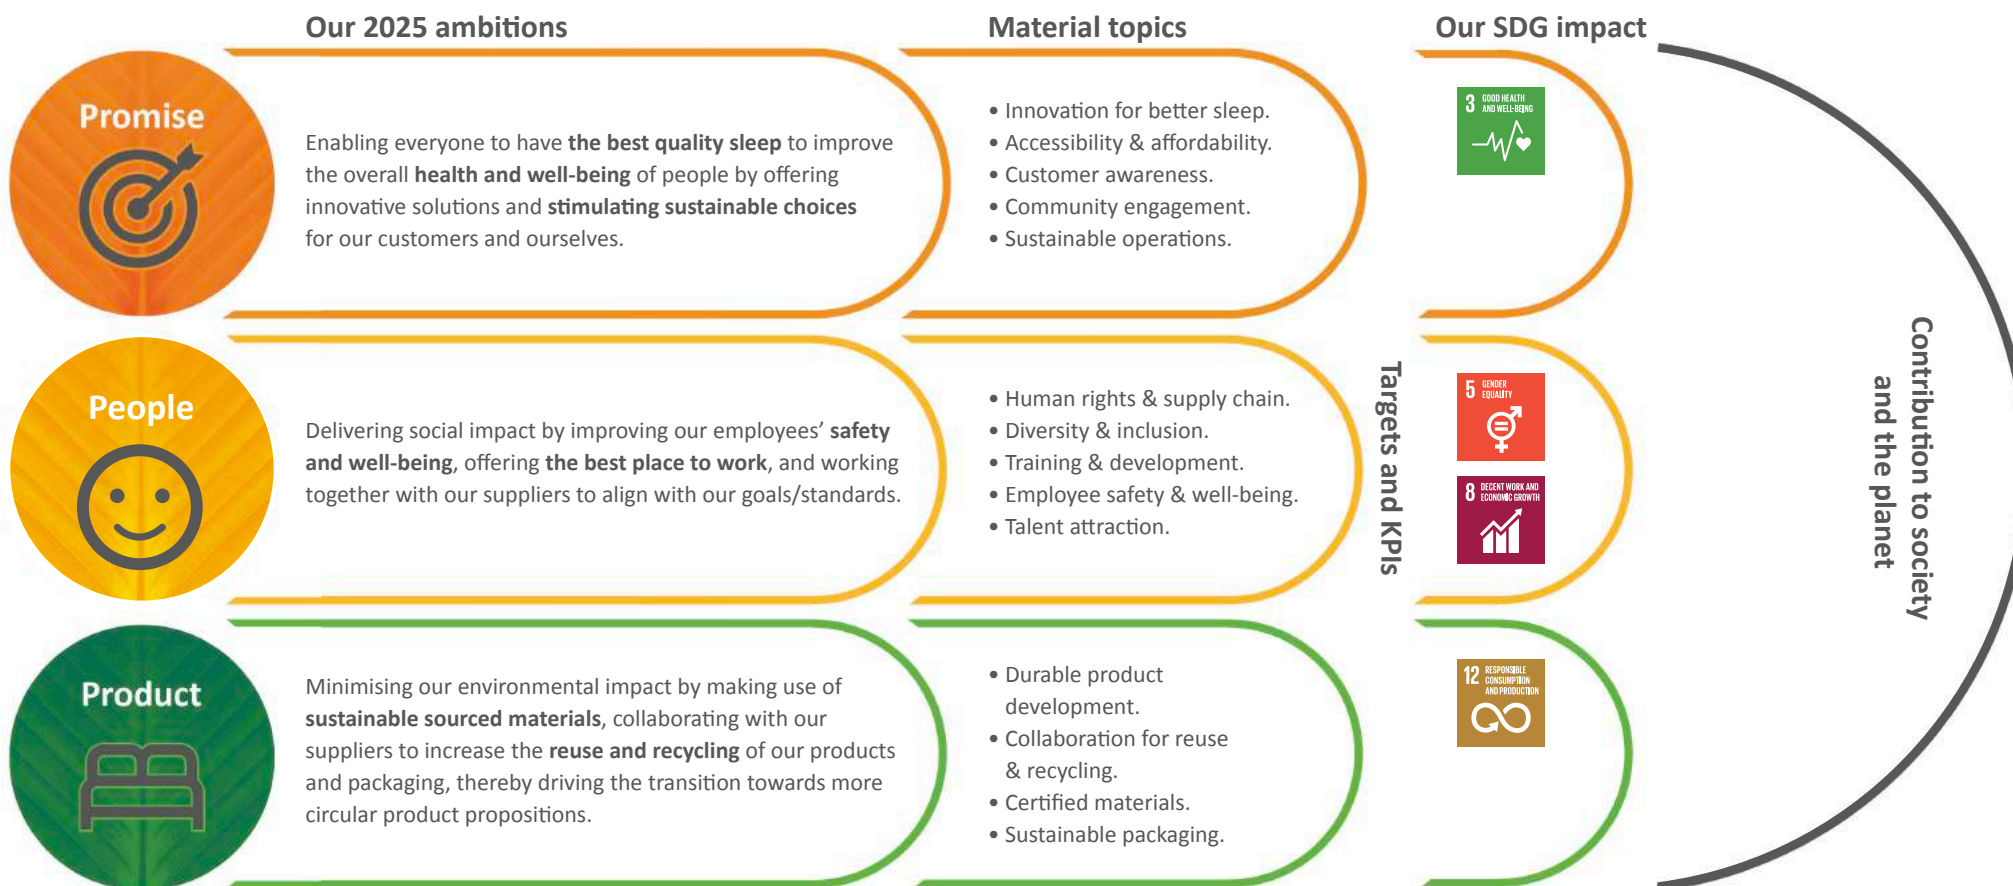 Our 2025 ambitions
Material topics
Our SDG impact
Promise
Enabling everyone to have the best quality sleep to improve
the overall health and well-being of people by offering
innovative solutions and stimulating sustainable choices
for our customers and ourselves.
• Innovation for better sleep.
• Accessibility & affordability.
• Customer awareness.
• Community engagement.
• Sustainable operations.
3 GOOD HEALTH
AND WELL-BEING
People
Delivering social impact by improving our employees’ safety
and well-being, offering the best place to work, and working
together with our suppliers to align with our goals/standards.
• Human rights & supply chain.
• Diversity & inclusion.
• Training & development.
• Employee safety & well-being.
• Talent attraction.
Targets and KPIs
5 GENDER
EQUALITY
8 DECENT WORK AND
ECONOMIC GROWTH
Product
Minimising our environmental impact by making use of
sustainable sourced materials, collaborating with our
suppliers to increase the reuse and recycling of our products
and packaging, thereby driving the transition towards more
circular product propositions.
• Durable product
development.
• Collaboration for reuse
& recycling.
• Certified materials.
• Sustainable packaging.
12 RESPONSIBLE
CONSUMPTION
AND PRODUCTION
Contribution to society
and the planet